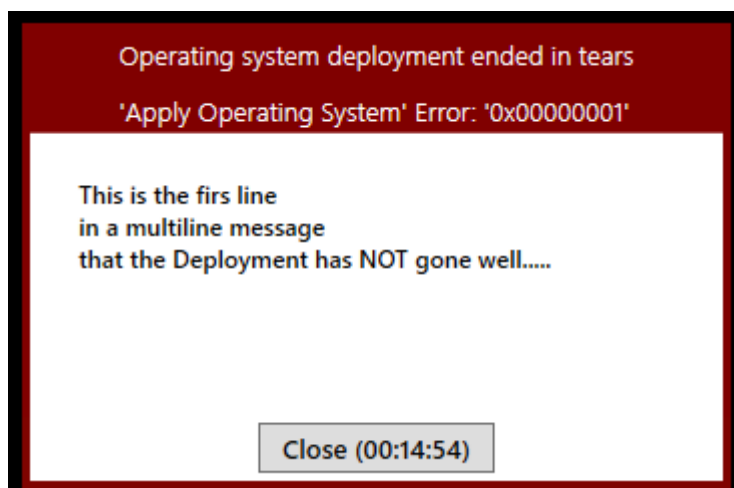 Operating system deployment ended in tears
'Apply Operating System' Error: '0x00000001'
This is the firs line
in a multiline message
that the Deployment has NOT gone well.....
Close (00:14:54)